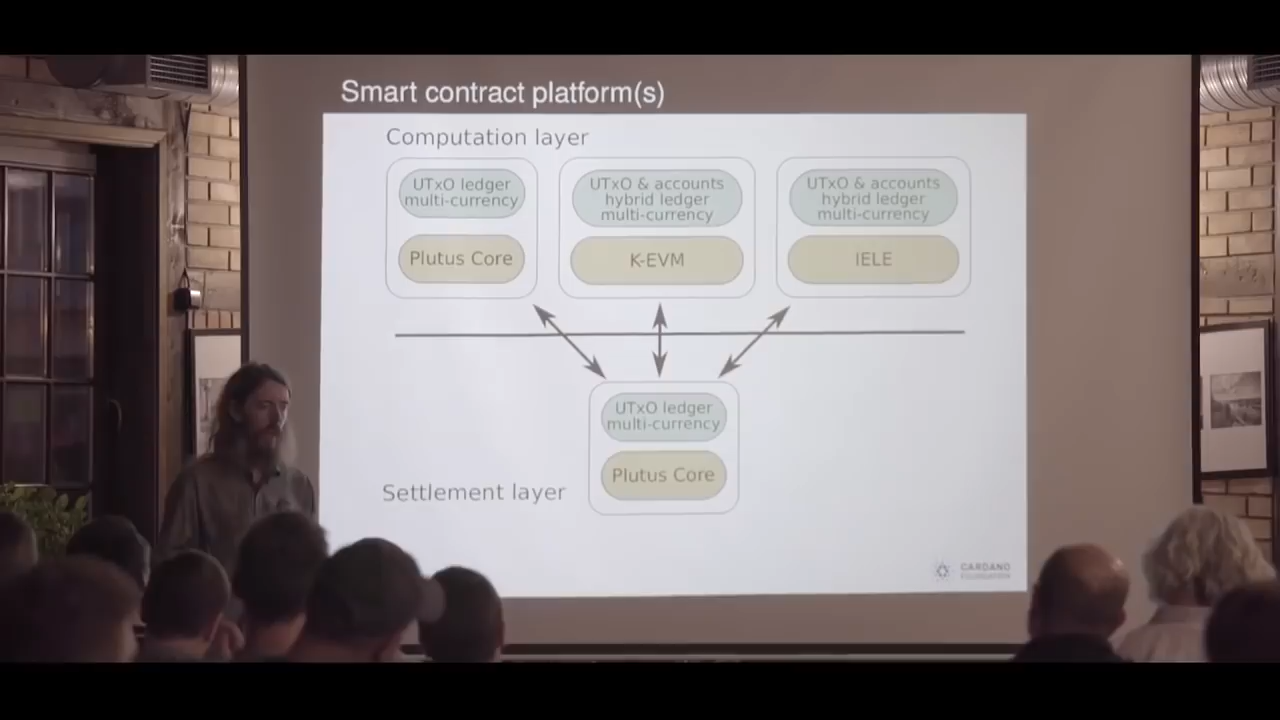 Smart contract platform(s)
Computation layer
UTxO ledger
multi-currency
Plutus Core
UTxO & accounts
hybrid ledger
multi-currency
K-EVM
UTxO & accounts
hybrid ledger
multi-currency
IELE
UTxO ledger
multi-currency
Plutus Core
Settlement layer
CARDANO
FOUNDATION